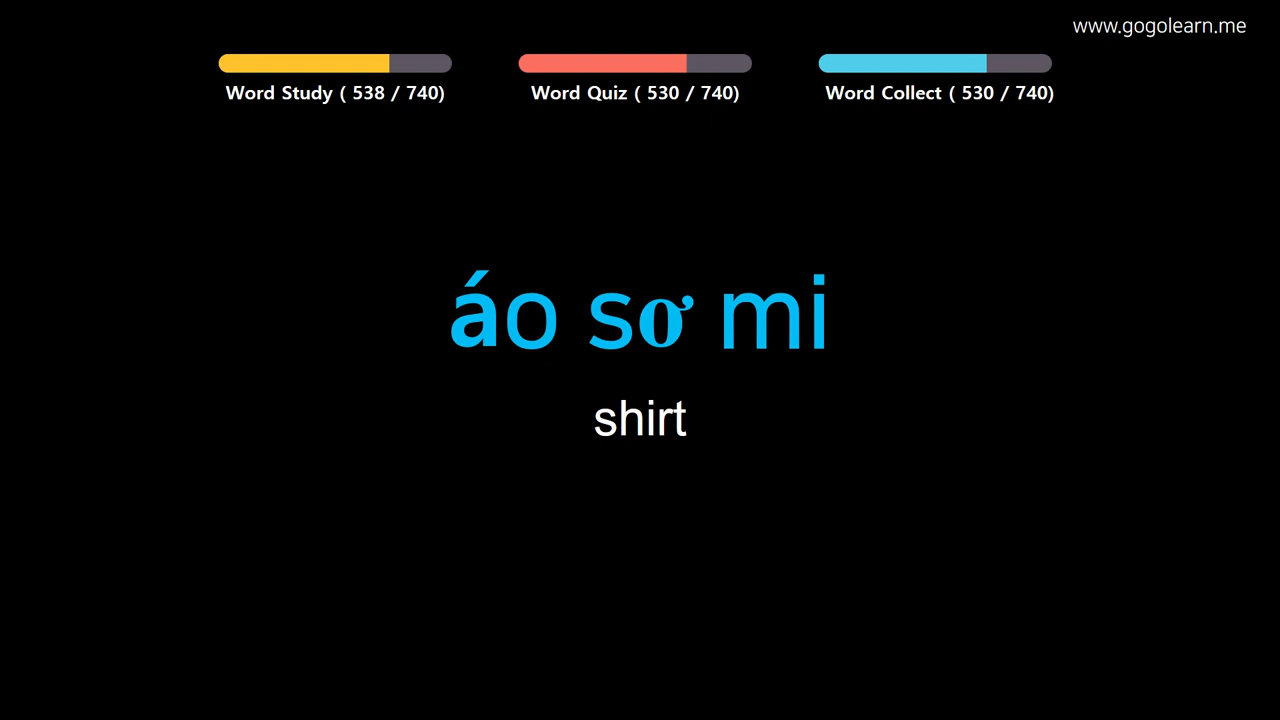 www.gogolearn.me
Word Study ( 538 / 740)
Word Quiz ( 530 / 740)
Word Collect ( 530 / 740)
áo sơ mi
shirt